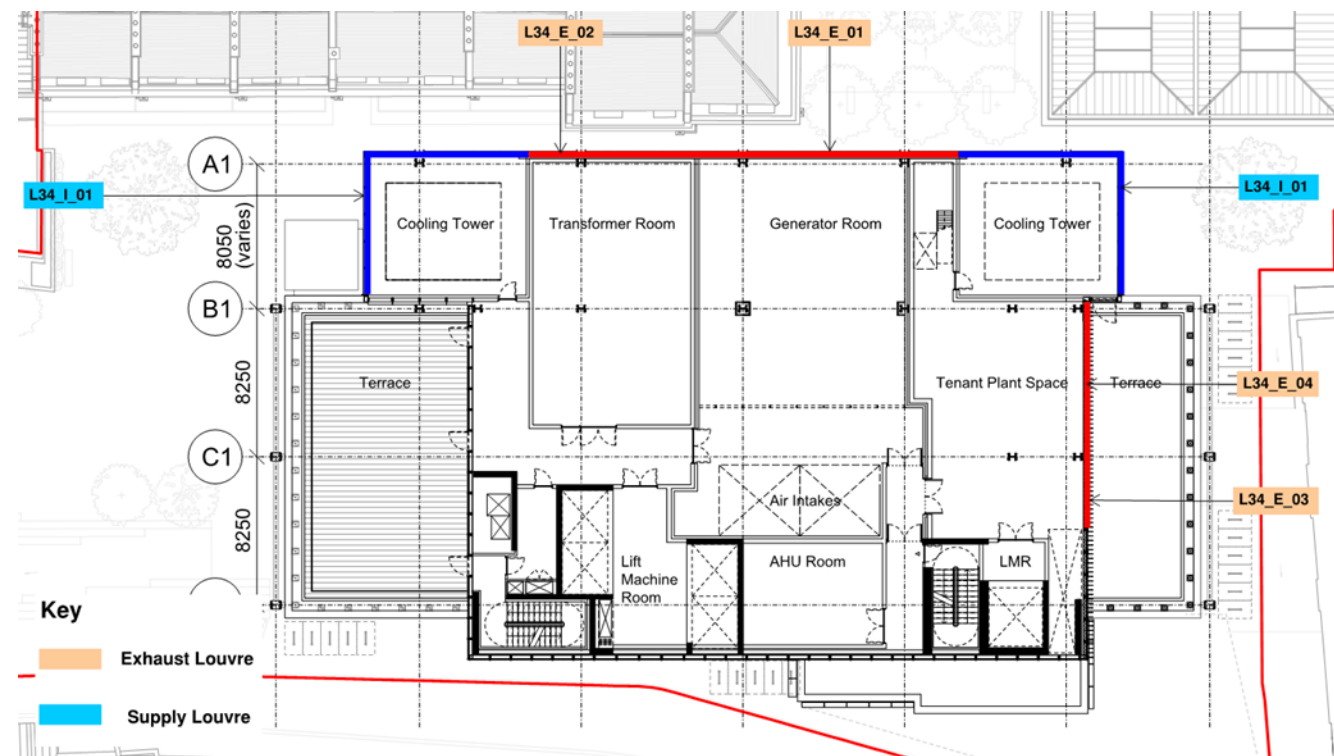 L34_E_02
L34_E_01
A1
L34_I_01
L34_I_01
8050
(varies)
Cooling Tower
Transformer Room
Generator Room
Cooling Tower
B1
8250
Terrace
Tenant Plant Space
Terrace
L34_E_04
C1
Air Intakes
L34_E_03
8250
Lift
Machine
Room
AHU Room
LMR
Key
Exhaust Louvre
Supply Louvre